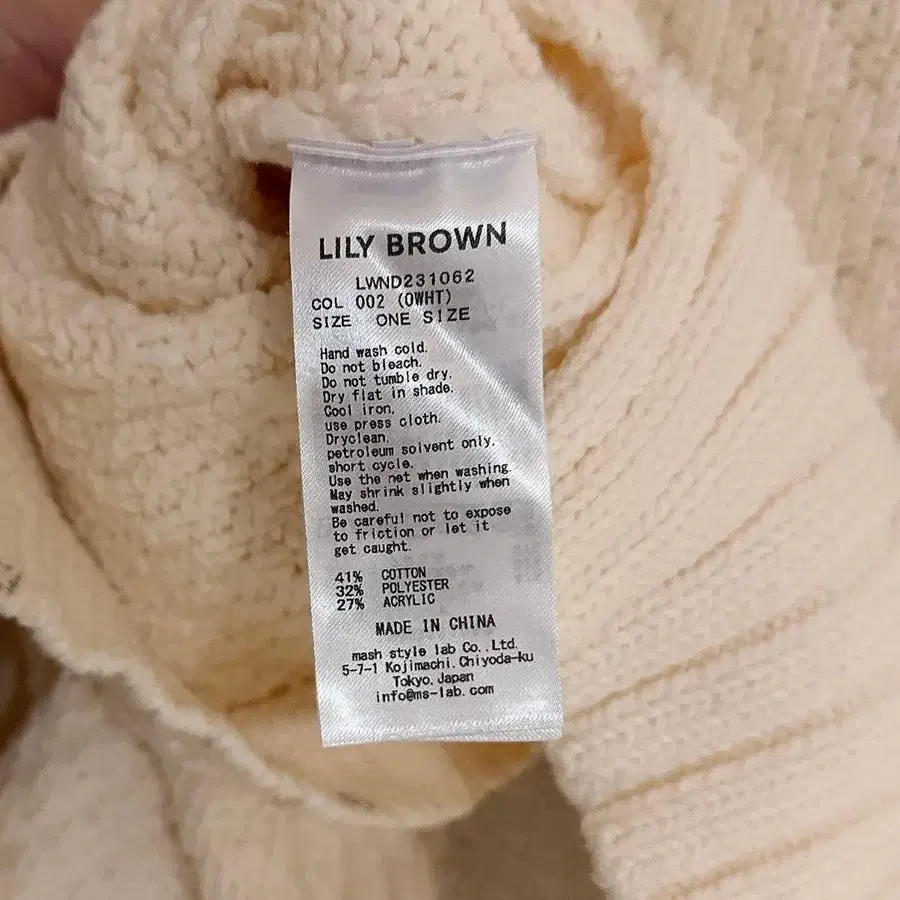 LILY BROWN
LWND231062
COL 002 (OWHT)
SIZE ONE SIZE
Hand wash cold.
Do not bleach.
Do not tumble dry.
Dry flat in shade.
Cool iron,
use press cloth.
Dryclean,
petroleum solvent only.
short cycle.
Use the net when washing.
May shrink slightly when
washed.
Be careful not to expose
to friction or let it
get caught.
41% COTTON
32% POLYESTER
27% ACRYLIC
MADE IN CHINA
mash style lab Co., Ltd.
5-7-1 Kojimachi, Chiyoda-ku
Tokyo, Japan
info@ms-lab.com